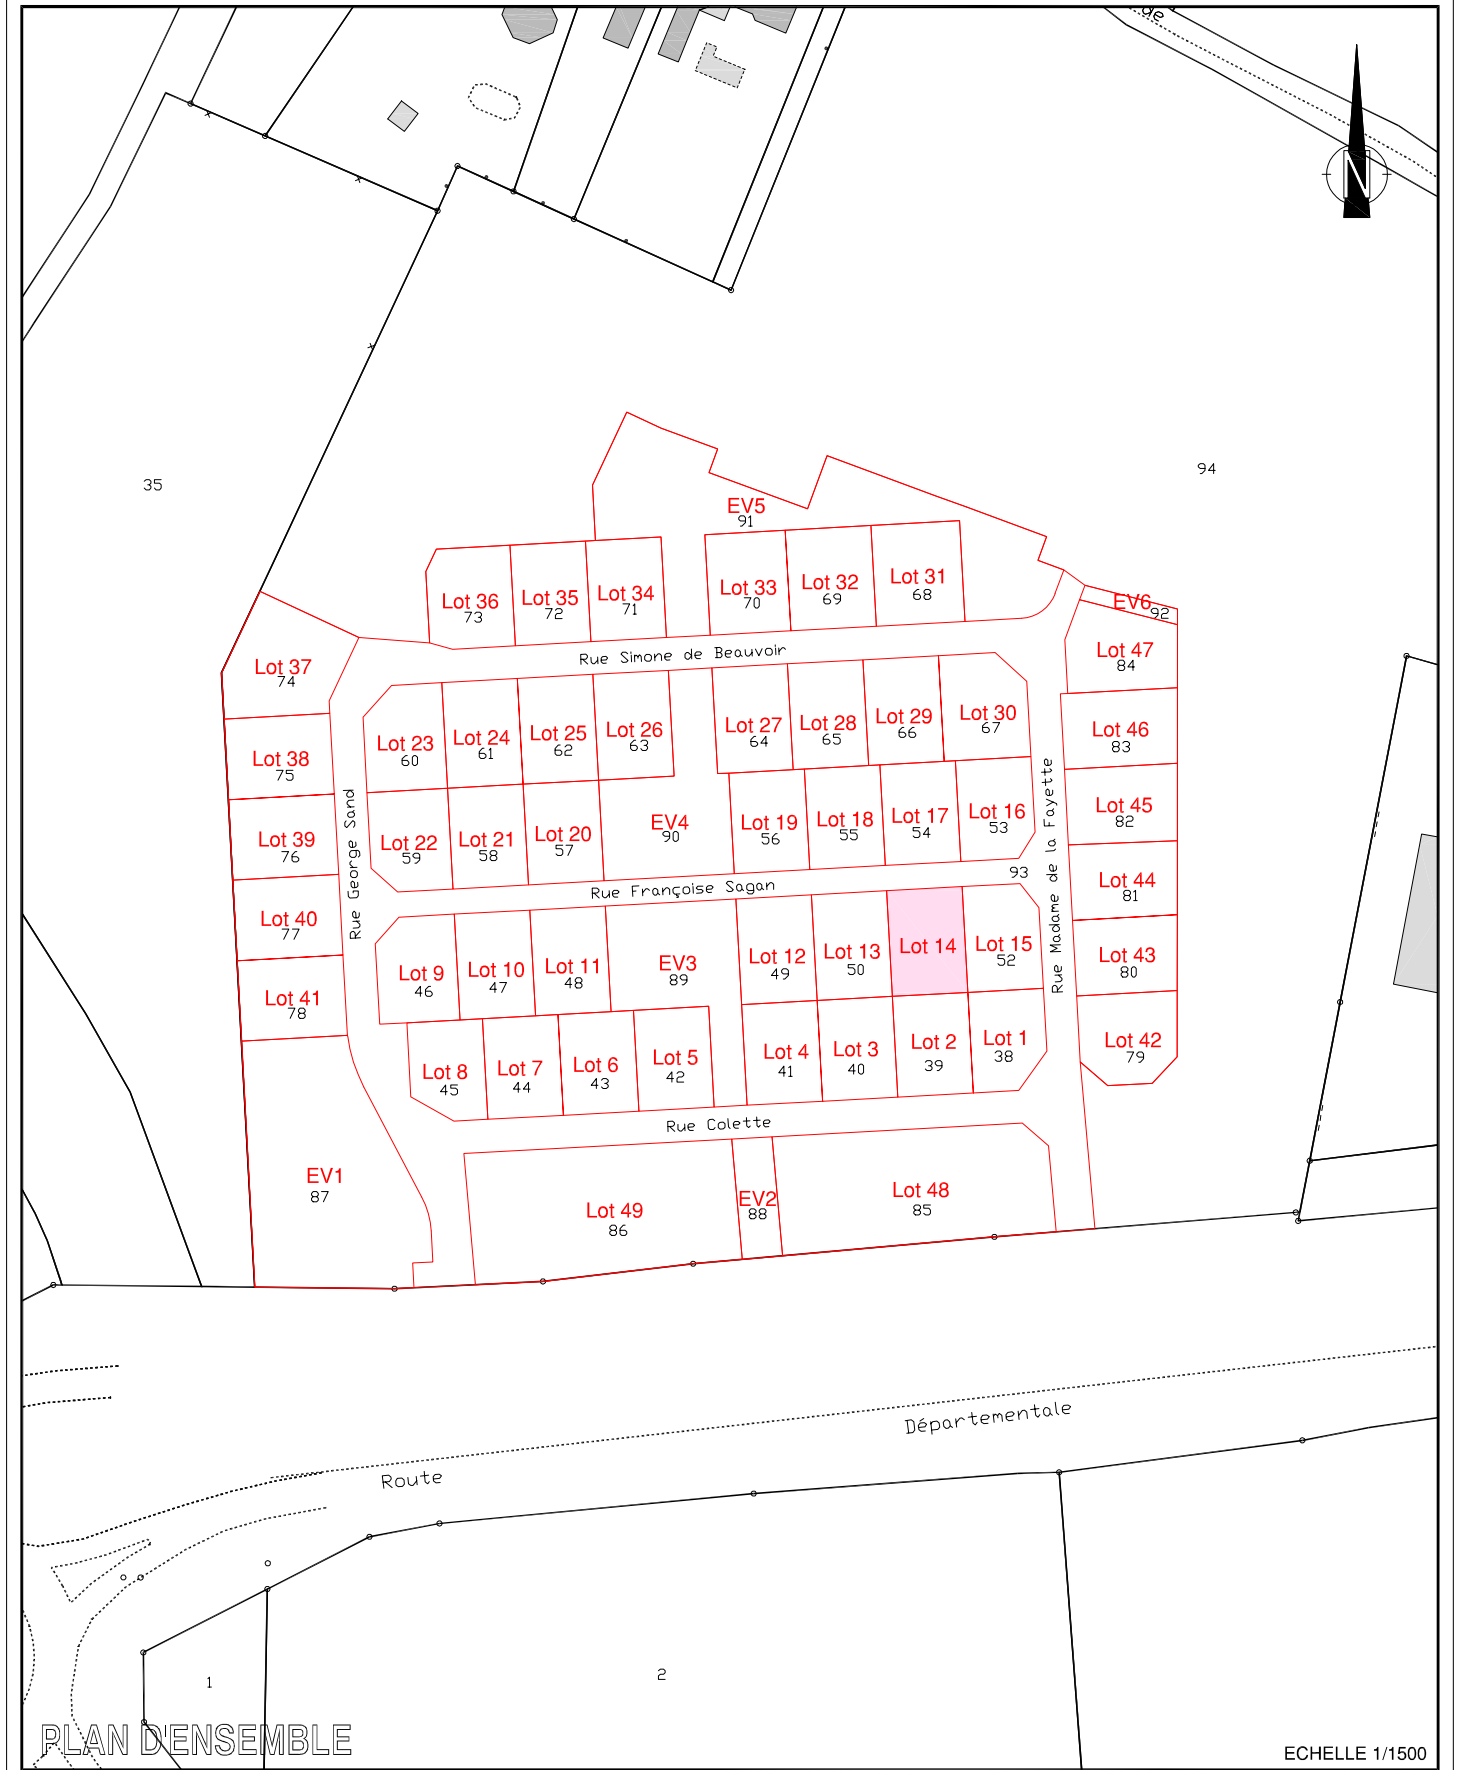 de
N
35
94
EV5
91
Lot 36
73
Lot 35
72
Lot 34
71
Lot 33
70
Lot 32
69
Lot 31
68
EV6
92
Lot 37
74
Rue Simone de Beauvoir
Lot 47
84
Lot 23
60
Lot 24
61
Lot 25
62
Lot 26
63
Lot 27
64
Lot 28
65
Lot 29
66
Lot 30
67
Lot 46
83
Lot 38
75
Rue George Sand
Rue Madame de la Fayette
Lot 45
82
Lot 39
76
Lot 22
59
Lot 21
58
Lot 20
57
EV4
90
Lot 19
56
Lot 18
55
Lot 17
54
Lot 16
53
Rue Françoise Sagan
93
Lot 44
81
Lot 40
77
Lot 9
46
Lot 10
47
Lot 11
48
EV3
89
Lot 12
49
Lot 13
50
Lot 14
Lot 15
52
Lot 43
80
Lot 41
78
Lot 8
45
Lot 7
44
Lot 6
43
Lot 5
42
Lot 4
41
Lot 3
40
Lot 2
39
Lot 1
38
Lot 42
79
Rue Colette
EV1
87
Lot 49
86
EV2
88
Lot 48
85
Route Départementale
1
2
PLAN D'ENSEMBLE
ECHELLE 1/1500